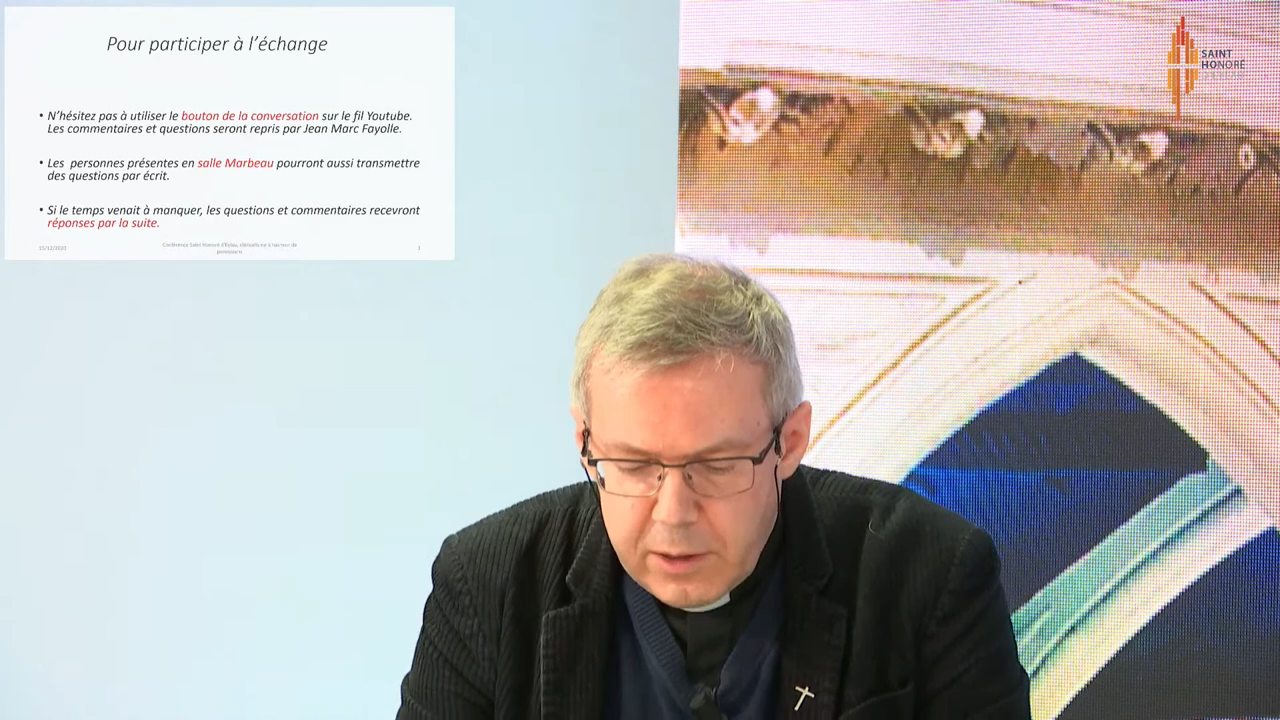 Pour participer à l'échange
• N'hésitez pas à utiliser le bouton de la conversation sur le fil Youtube.
Les commentaires et questions seront repris par Jean Marc Fayolle.
• Les personnes présentes en salle Marbeau pourront aussi transmettre
des questions par écrit.
• Si le temps venait à manquer, les questions et commentaires recevront
réponses par la suite.
SAINT
HONORÉ